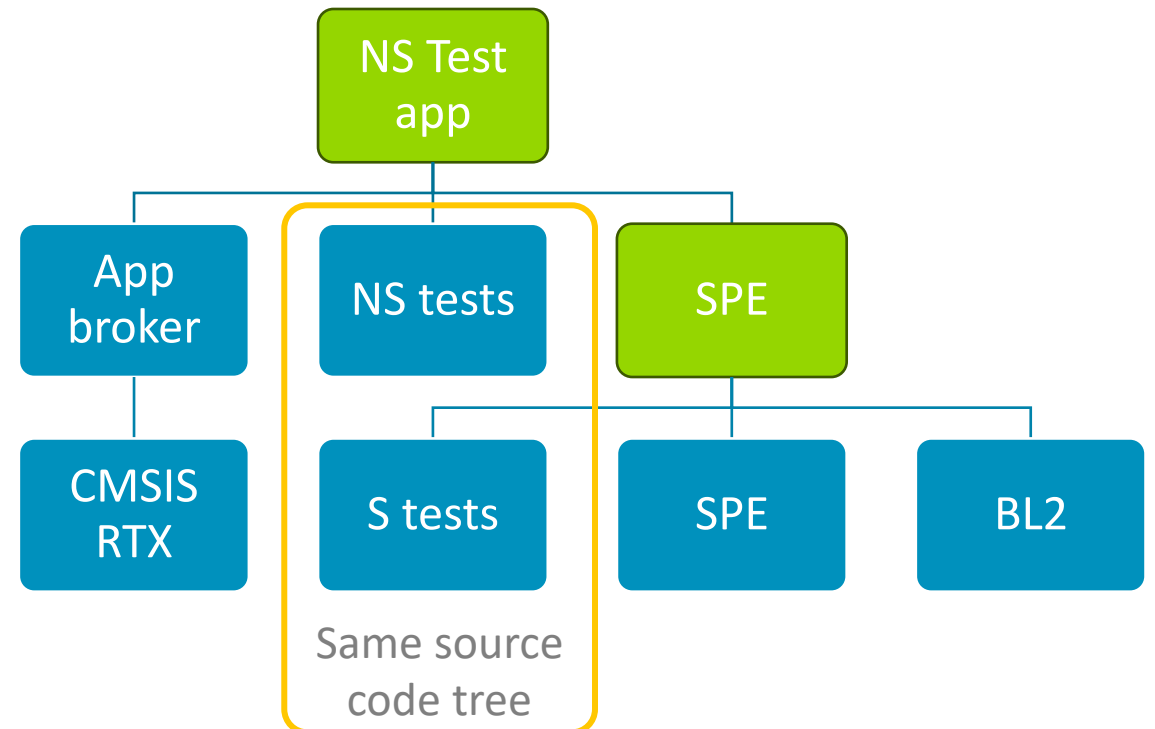 NS Test
app
App
broker
NS tests
SPE
CMSIS
RTX
S tests
SPE
BL2
Same source
code tree